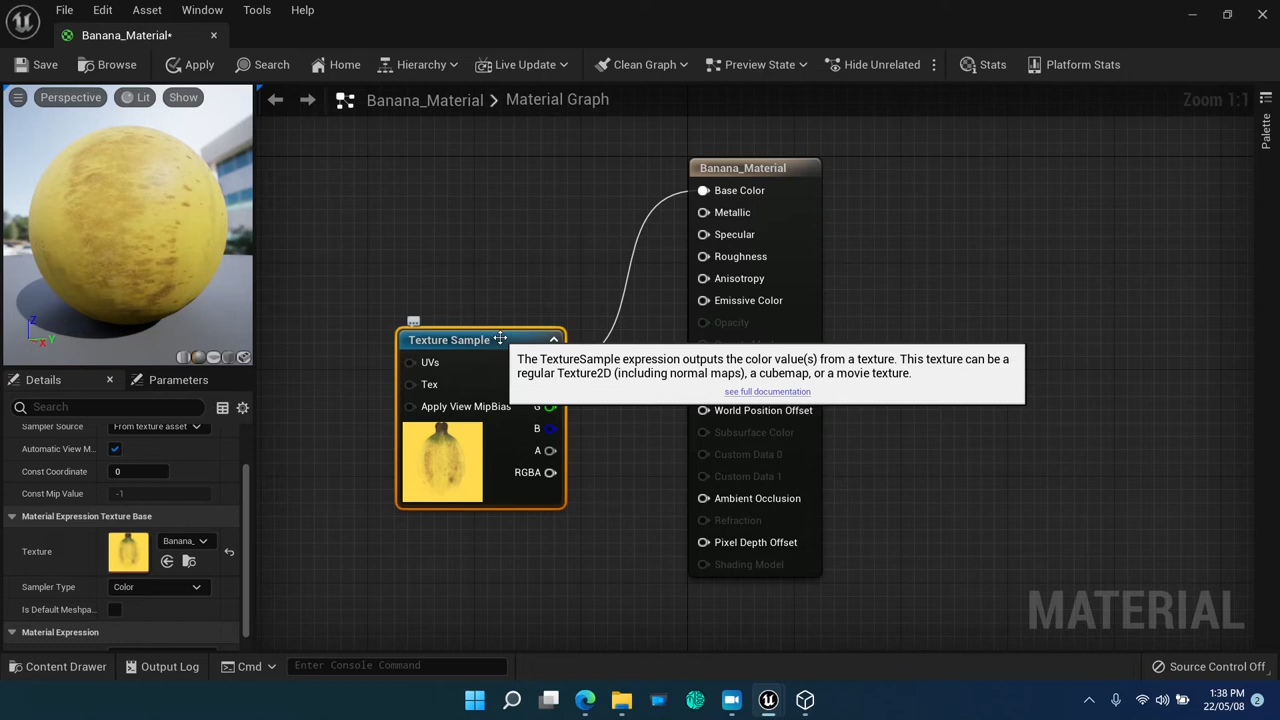 File Edit Asset Window Tools Help
Banana_Material*
Save Browse Apply Search Home Hierarchy Live Update Clean Graph Preview State Hide Unrelated Stats Platform Stats
Perspective Lit Show
Banana_Material > Material Graph
Zoom 1:1
Palette
Banana_Material
Base Color
Metallic
Specular
Roughness
Anisotropy
Emissive Color
Opacity
World Position Offset
Subsurface Color
Custom Data 0
Custom Data 1
Ambient Occlusion
Refraction
Pixel Depth Offset
Shading Model
Texture Sample
UVs
Tex
Apply View MipBias
G
B
A
RGBA
The TextureSample expression outputs the color value(s) from a texture. This texture can be a
regular Texture2D (including normal maps), a cubemap, or a movie texture.
see full documentation
Z
Y
X
Details Parameters
Search
Sampler Source From texture asset
Automatic View M...
Const Coordinate 0
Const Mip Value -1
Material Expression Texture Base
Texture Banana_
Sampler Type Color
Is Default Meshpa...
Material Expression
MATERIAL
Content Drawer Output Log Cmd Enter Console Command Source Control Off
1:38 PM
22/05/08